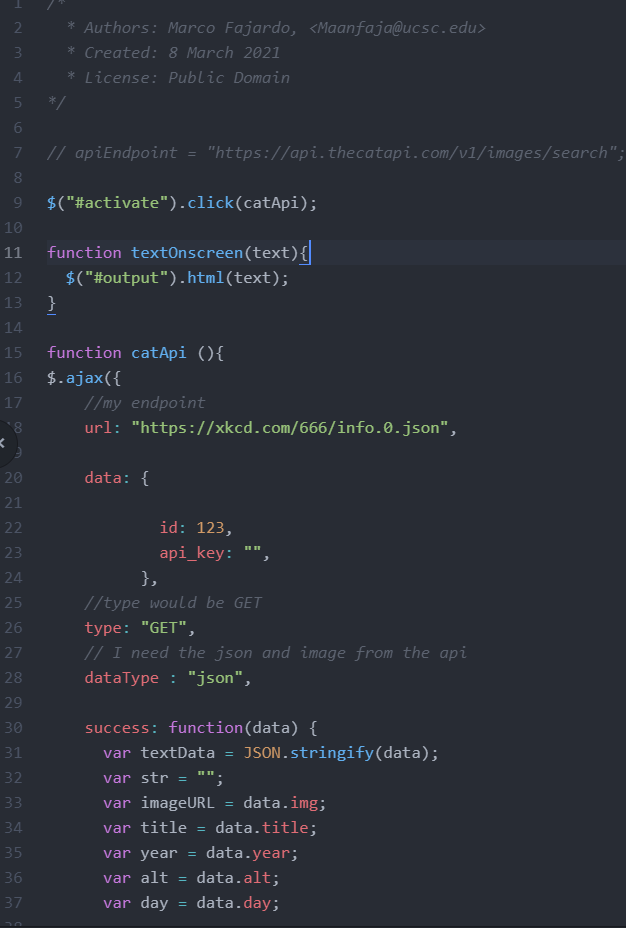 1 /*
2 * Authors: Marco Fajardo, <Maanfaja@ucsc.edu>
3 * Created: 8 March 2021
4 * License: Public Domain
5 */
6
7 // apiEndpoint = "https://api.thecatapi.com/v1/images/search";
8
9 $("#activate").click(catApi);
10
11 function textOnscreen(text){
12 $("#output").html(text);
13 }
14
15 function catApi (){
16 $.ajax({
17 //my endpoint
8 url: "https://xkcd.com/666/info.0.json",
9
20 data: {
21
22 id: 123,
23 api_key: "",
24 },
25 //type would be GET
26 type: "GET",
27 // I need the json and image from the api
28 dataType : "json",
29
30 success: function(data) {
31 var textData = JSON.stringify(data);
32 var str = "";
33 var imageURL = data.img;
34 var title = data.title;
35 var year = data.year;
36 var alt = data.alt;
37 var day = data.day;